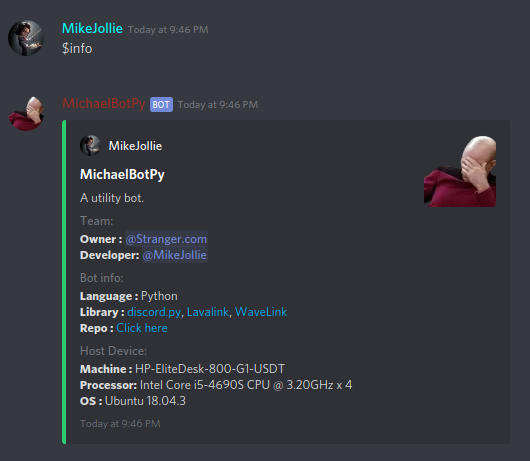 MikeJollie Today at 9:46 PM
$info
MichaelBotPy BOT Today at 9:46 PM
MikeJollie
MichaelBotPy
A utility bot.
Team:
Owner : @Stranger.com
Developer: @MikeJollie
Bot info:
Language : Python
Library : discord.py, Lavalink, WaveLink
Repo : Click here
Host Device:
Machine : HP-EliteDesk-800-G1-USDT
Processor: Intel Core i5-4690S CPU @ 3.20GHz x 4
OS : Ubuntu 18.04.3
Today at 9:46 PM